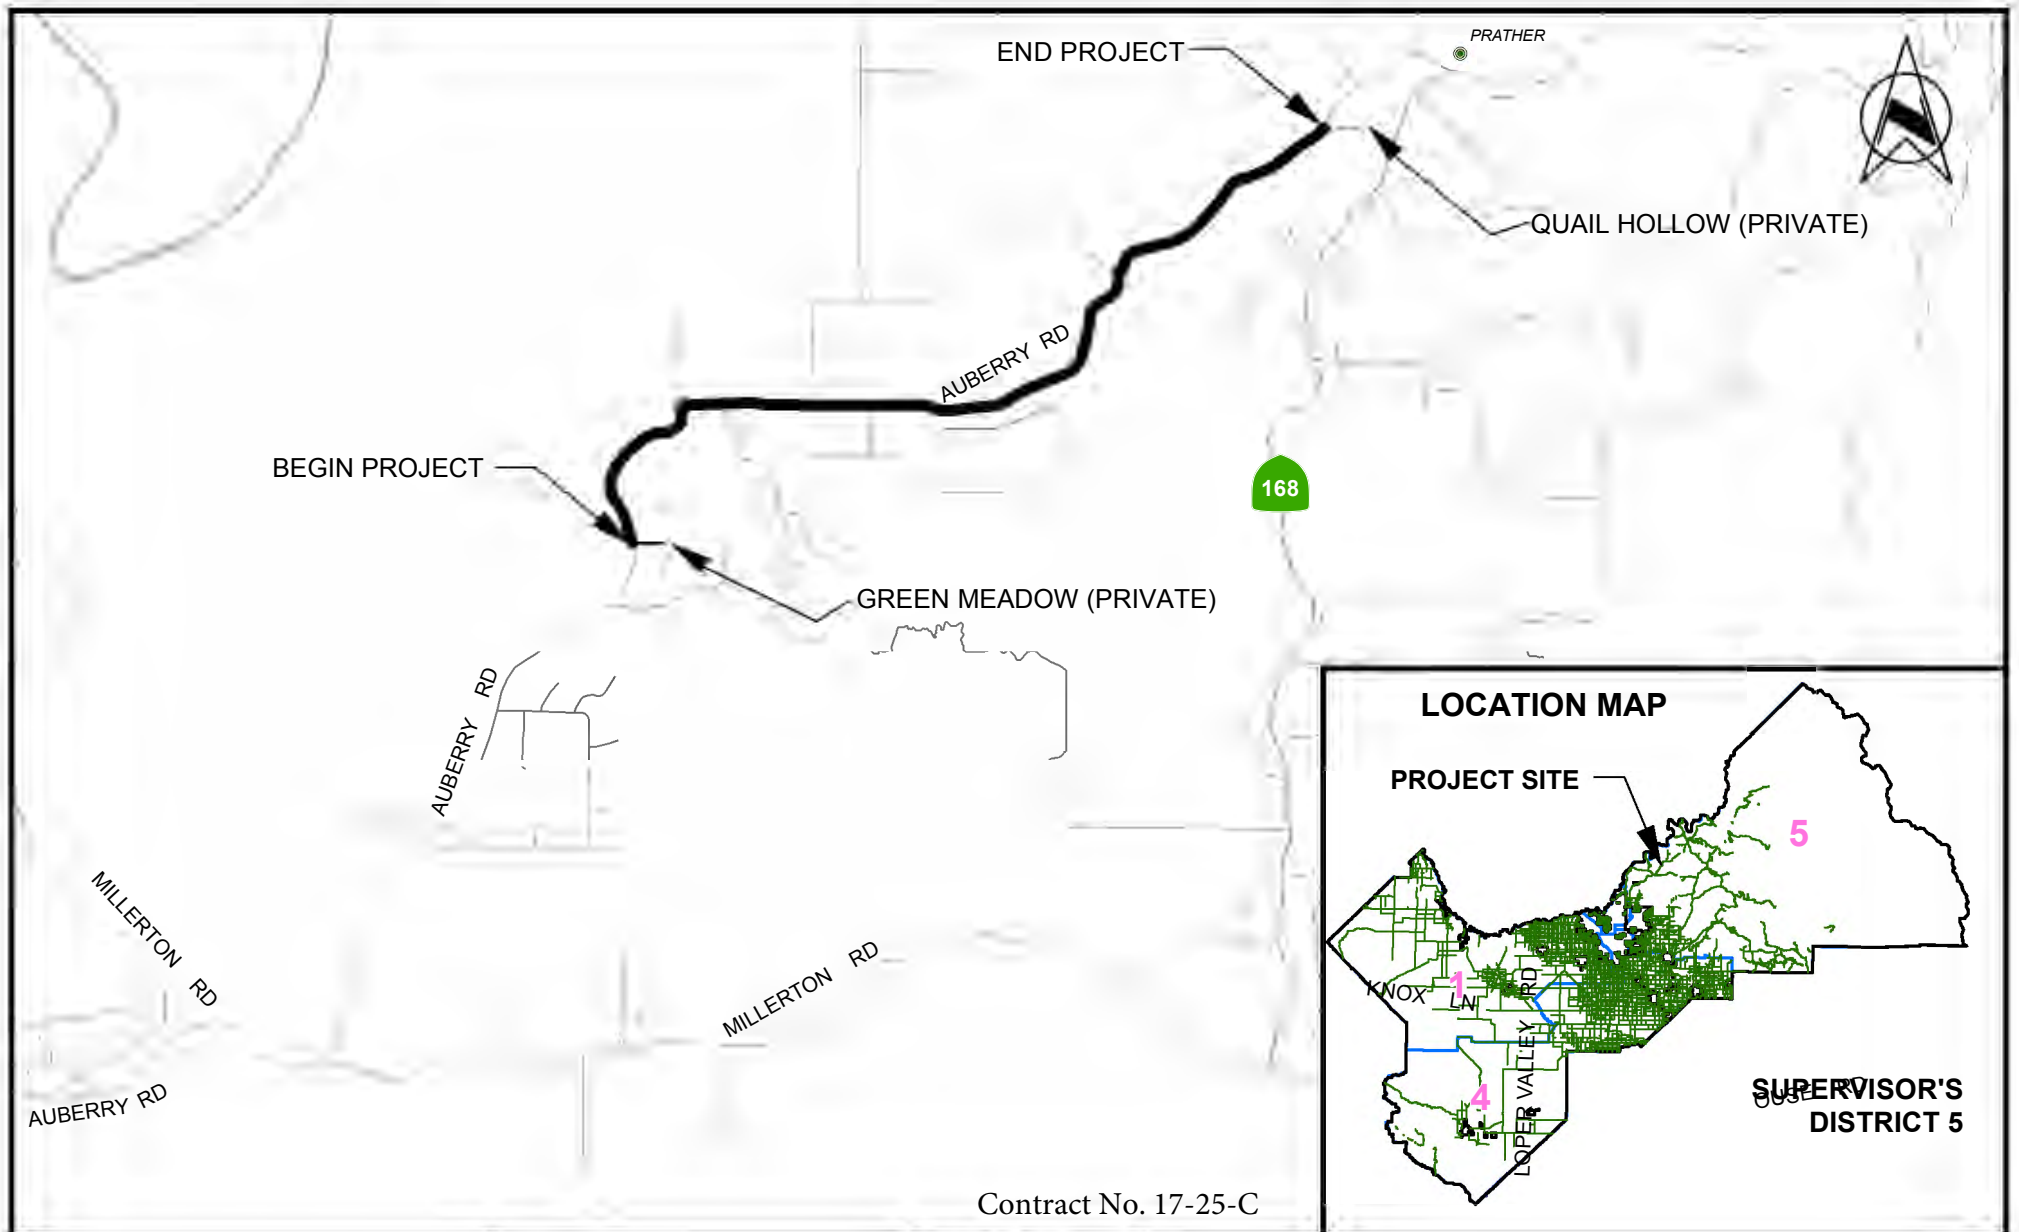 PRATHER
END PROJECT
QUAIL HOLLOW (PRIVATE)
AUBERRY RD
BEGIN PROJECT
168
GREEN MEADOW (PRIVATE)
AUBERRY RD
LOCATION MAP
PROJECT SITE
5
MILLERTON RD
MILLERTON RD
1
KNOX LN
LOPER VALLEY RD
4
AUBERRY RD
OUSE RD
SUPERVISOR'S
DISTRICT 5
Contract No. 17-25-C